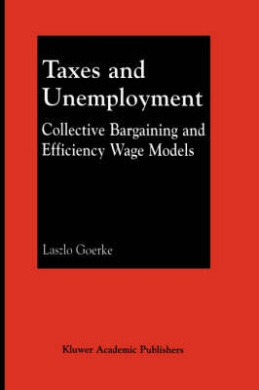 Taxes and
Unemployment
Collective Bargaining and
Efficiency Wage Models
Laszlo Goerke
Kluwer Academic Publishers